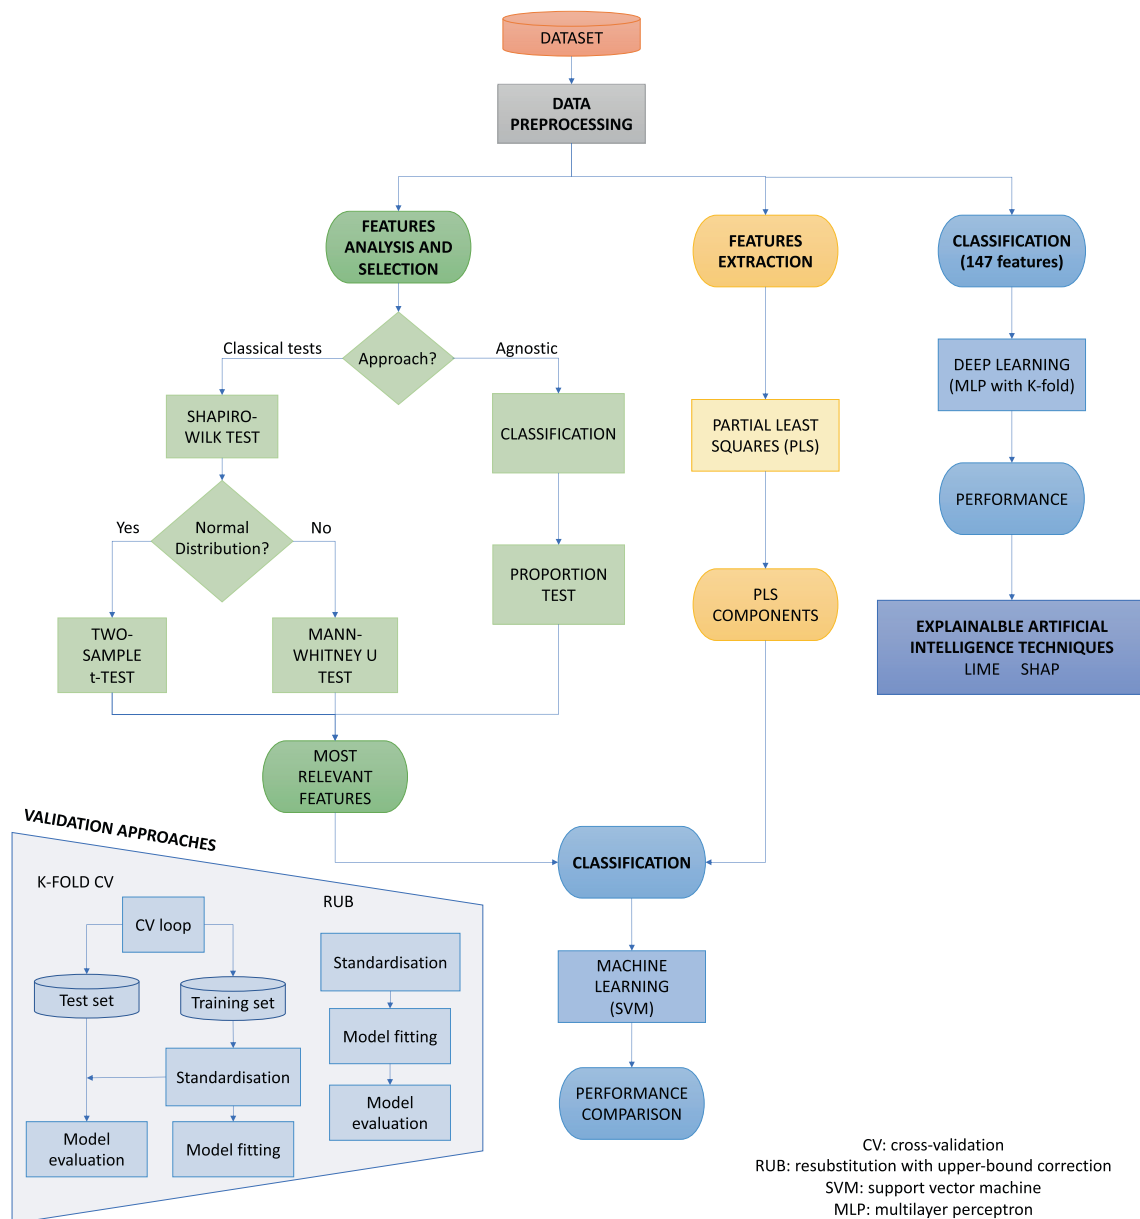 DATASET
DATA
PREPROCESSING
FEATURES
ANALYSIS AND
SELECTION
FEATURES
EXTRACTION
CLASSIFICATION
(147 features)
Classical tests
Approach?
Agnostic
SHAPIRO-
WILK TEST
CLASSIFICATION
PARTIAL LEAST
SQUARES (PLS)
DEEP LEARNING
(MLP with K-fold)
PERFORMANCE
Yes
Normal
Distribution?
No
PROPORTION
TEST
PLS
COMPONENTS
EXPLAINALBLE ARTIFICIAL
INTELLIGENCE TECHNIQUES
LIME SHAP
TWO-
SAMPLE
t-TEST
MANN-
WHITNEY U
TEST
MOST
RELEVANT
FEATURES
CLASSIFICATION
MACHINE
LEARNING
(SVM)
PERFORMANCE
COMPARISON
VALIDATION APPROACHES
K-FOLD CV
CV loop
Test set
Training set
Standardisation
Model
evaluation
Model fitting
RUB
Standardisation
Model fitting
Model
evaluation
CV: cross-validation
RUB: resubstitution with upper-bound correction
SVM: support vector machine
MLP: multilayer perceptron